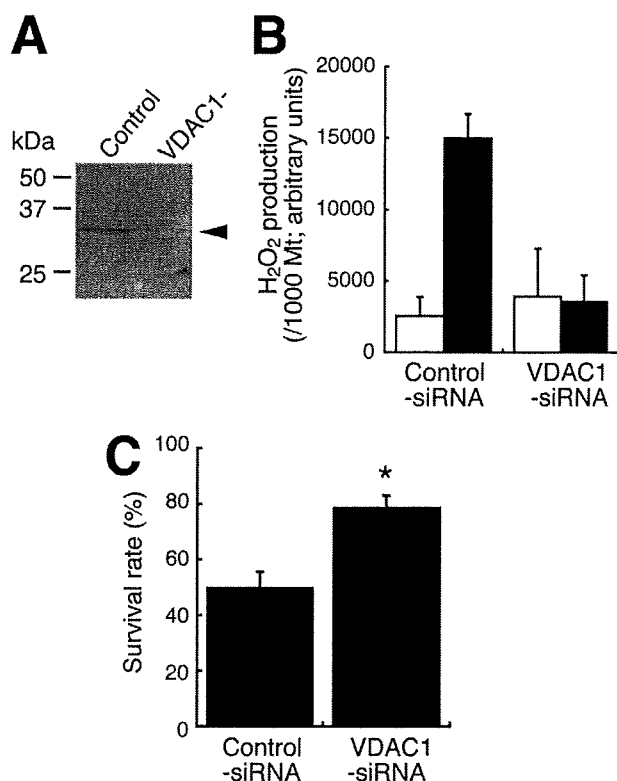 A
Control
VDAC1-
kDa
50
37
25
B
H₂O₂ production
(/1000 Mt; arbitrary units)
20000
15000
10000
5000
0
Control
-siRNA
VDAC1
-siRNA
C
Survival rate (%)
100
80
60
40
20
0
*
Control
-siRNA
VDAC1
-siRNA